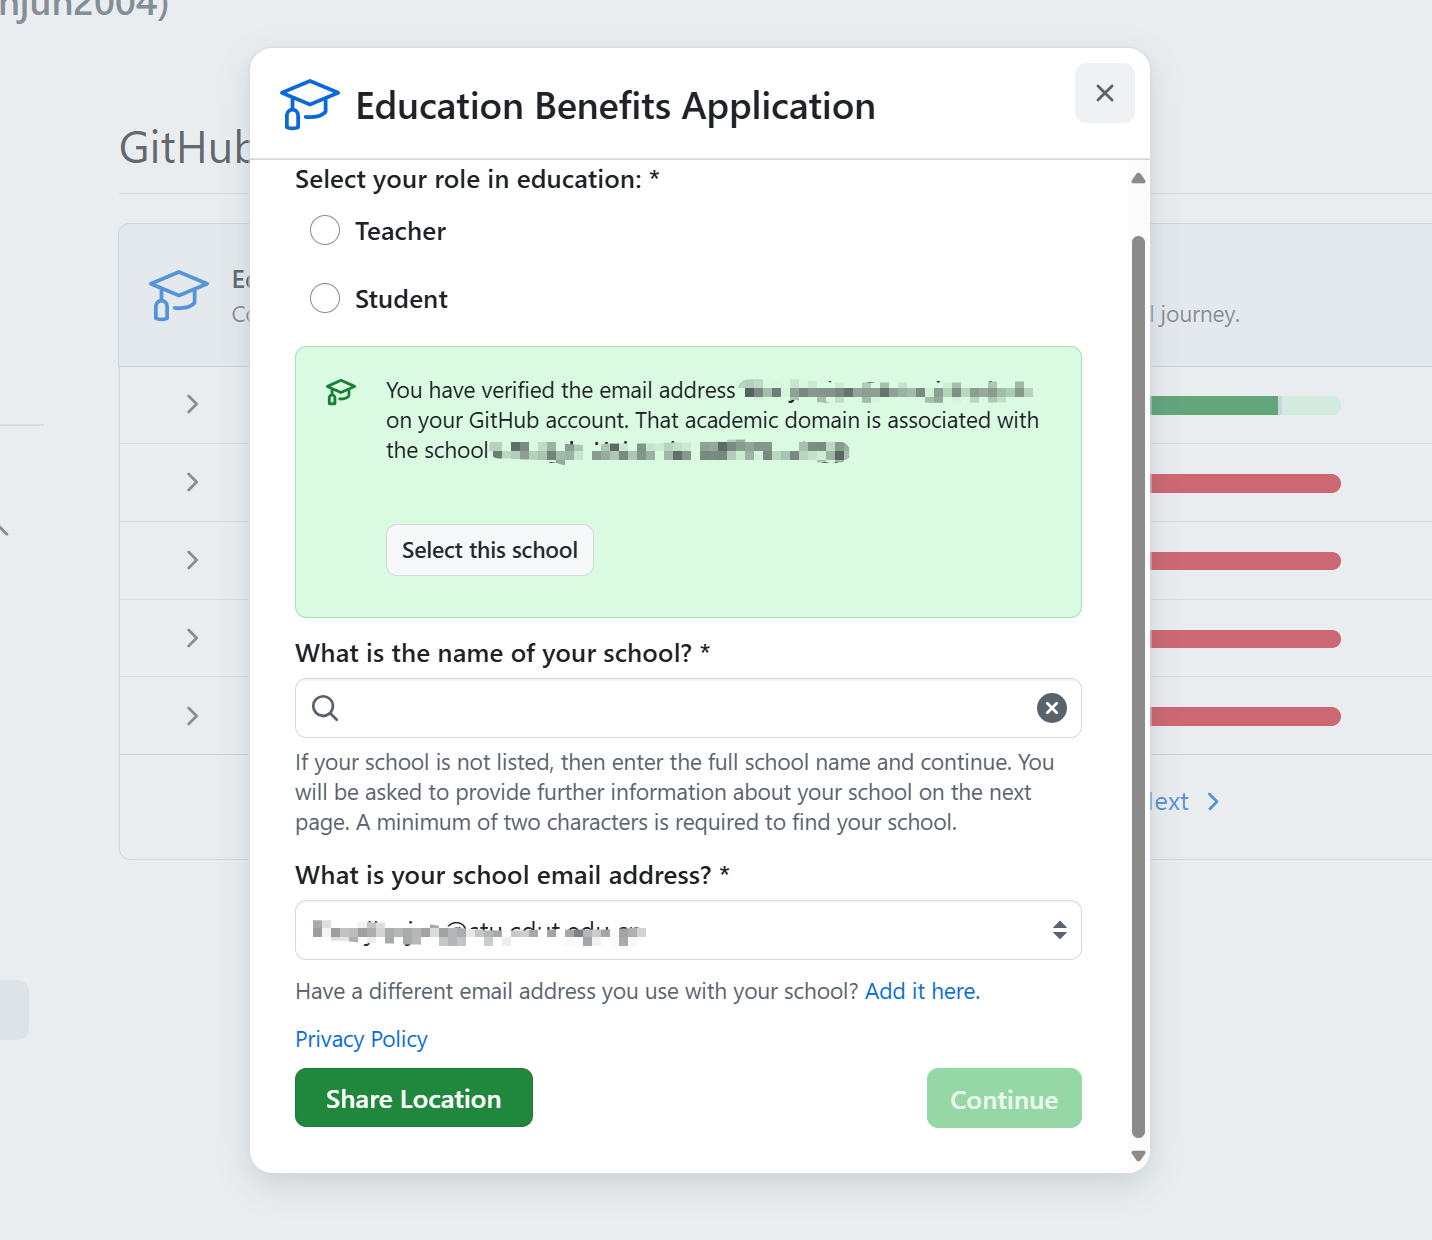 njun2004)
GitHub
Education Benefits Application
Select your role in education: *
Teacher
Student
You have verified the email address
on your GitHub account. That academic domain is associated with
the school
Select this school
What is the name of your school? *
If your school is not listed, then enter the full school name and continue. You
will be asked to provide further information about your school on the next
page. A minimum of two characters is required to find your school.
What is your school email address? *
Have a different email address you use with your school? Add it here.
Privacy Policy
Share Location
Continue
journey.
ext